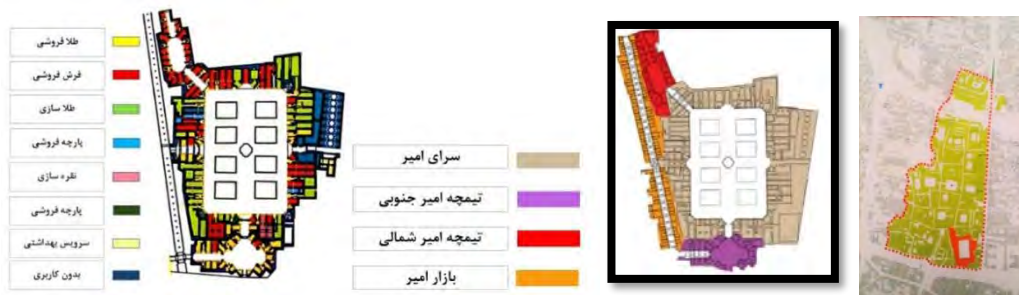 طلا فروشی
فرش فروشی
طلا سازی
پارچه فروشی
نقره سازی
پارچه فروشی
سرویس بهداشتی
بدون کاربری
سرای امیر
تیمچه امیر جنوبی
تیمچه امیر شمالی
بازار امیر